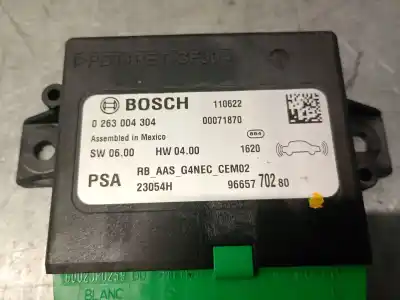 BOSCH 110622
0 263 004 304 00071870
Assembled in Mexico 864
SW 06.00 HW 04.00 1620
PSA RB_AAS_G4NEC_CEM02
23054H 96657 702 80
BLANC